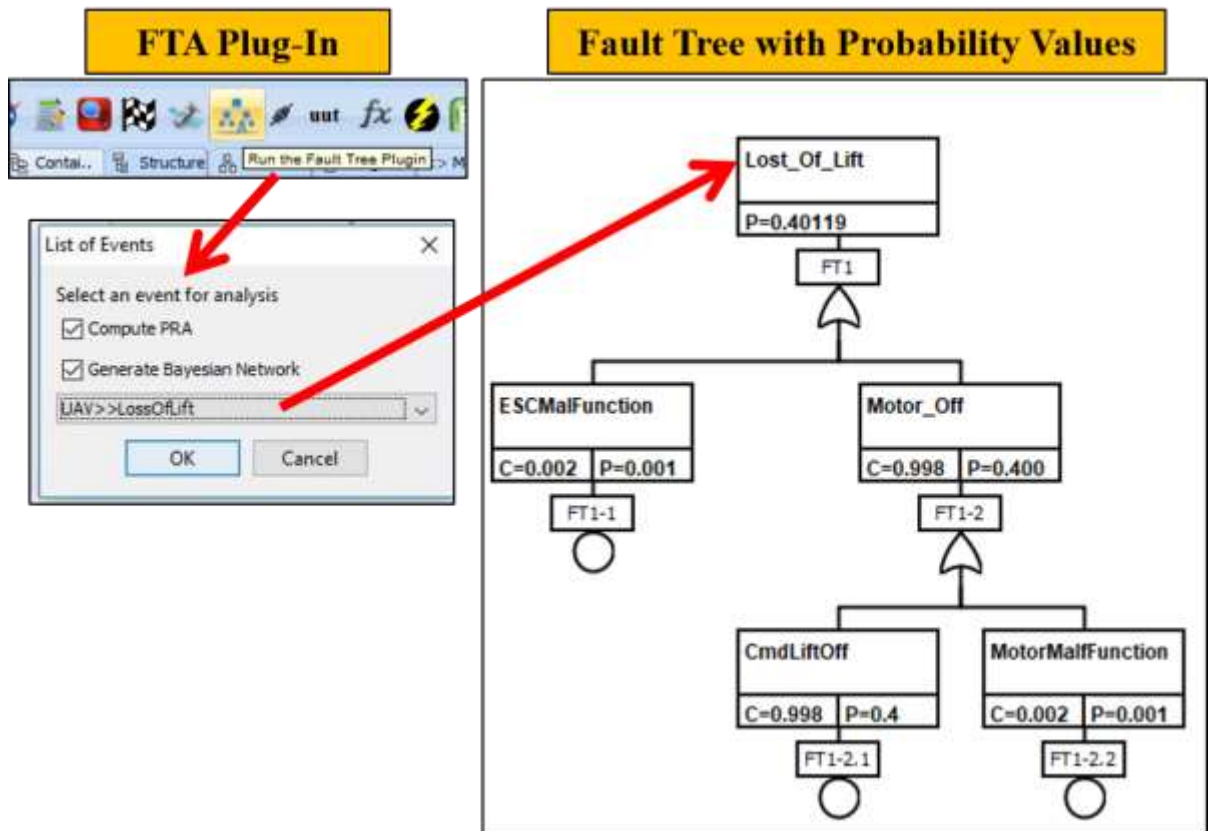 FTA Plug-In
uut fx
Contai.. Structure
Run the Fault Tree Plugin
List of Events
Select an event for analysis
Compute PRA
Generate Bayesian Network
UAV>>LossOfLift
OK Cancel
Fault Tree with Probability Values
Lost_Of_Lift
P=0.40119
FT1
ESCMalFunction Motor_Off
C=0.002 P=0.001 C=0.998 P=0.400
FT1-1 FT1-2
CmdLiftOff MotorMalfFunction
C=0.998 P=0.4 C=0.002 P=0.001
FT1-2.1 FT1-2.2